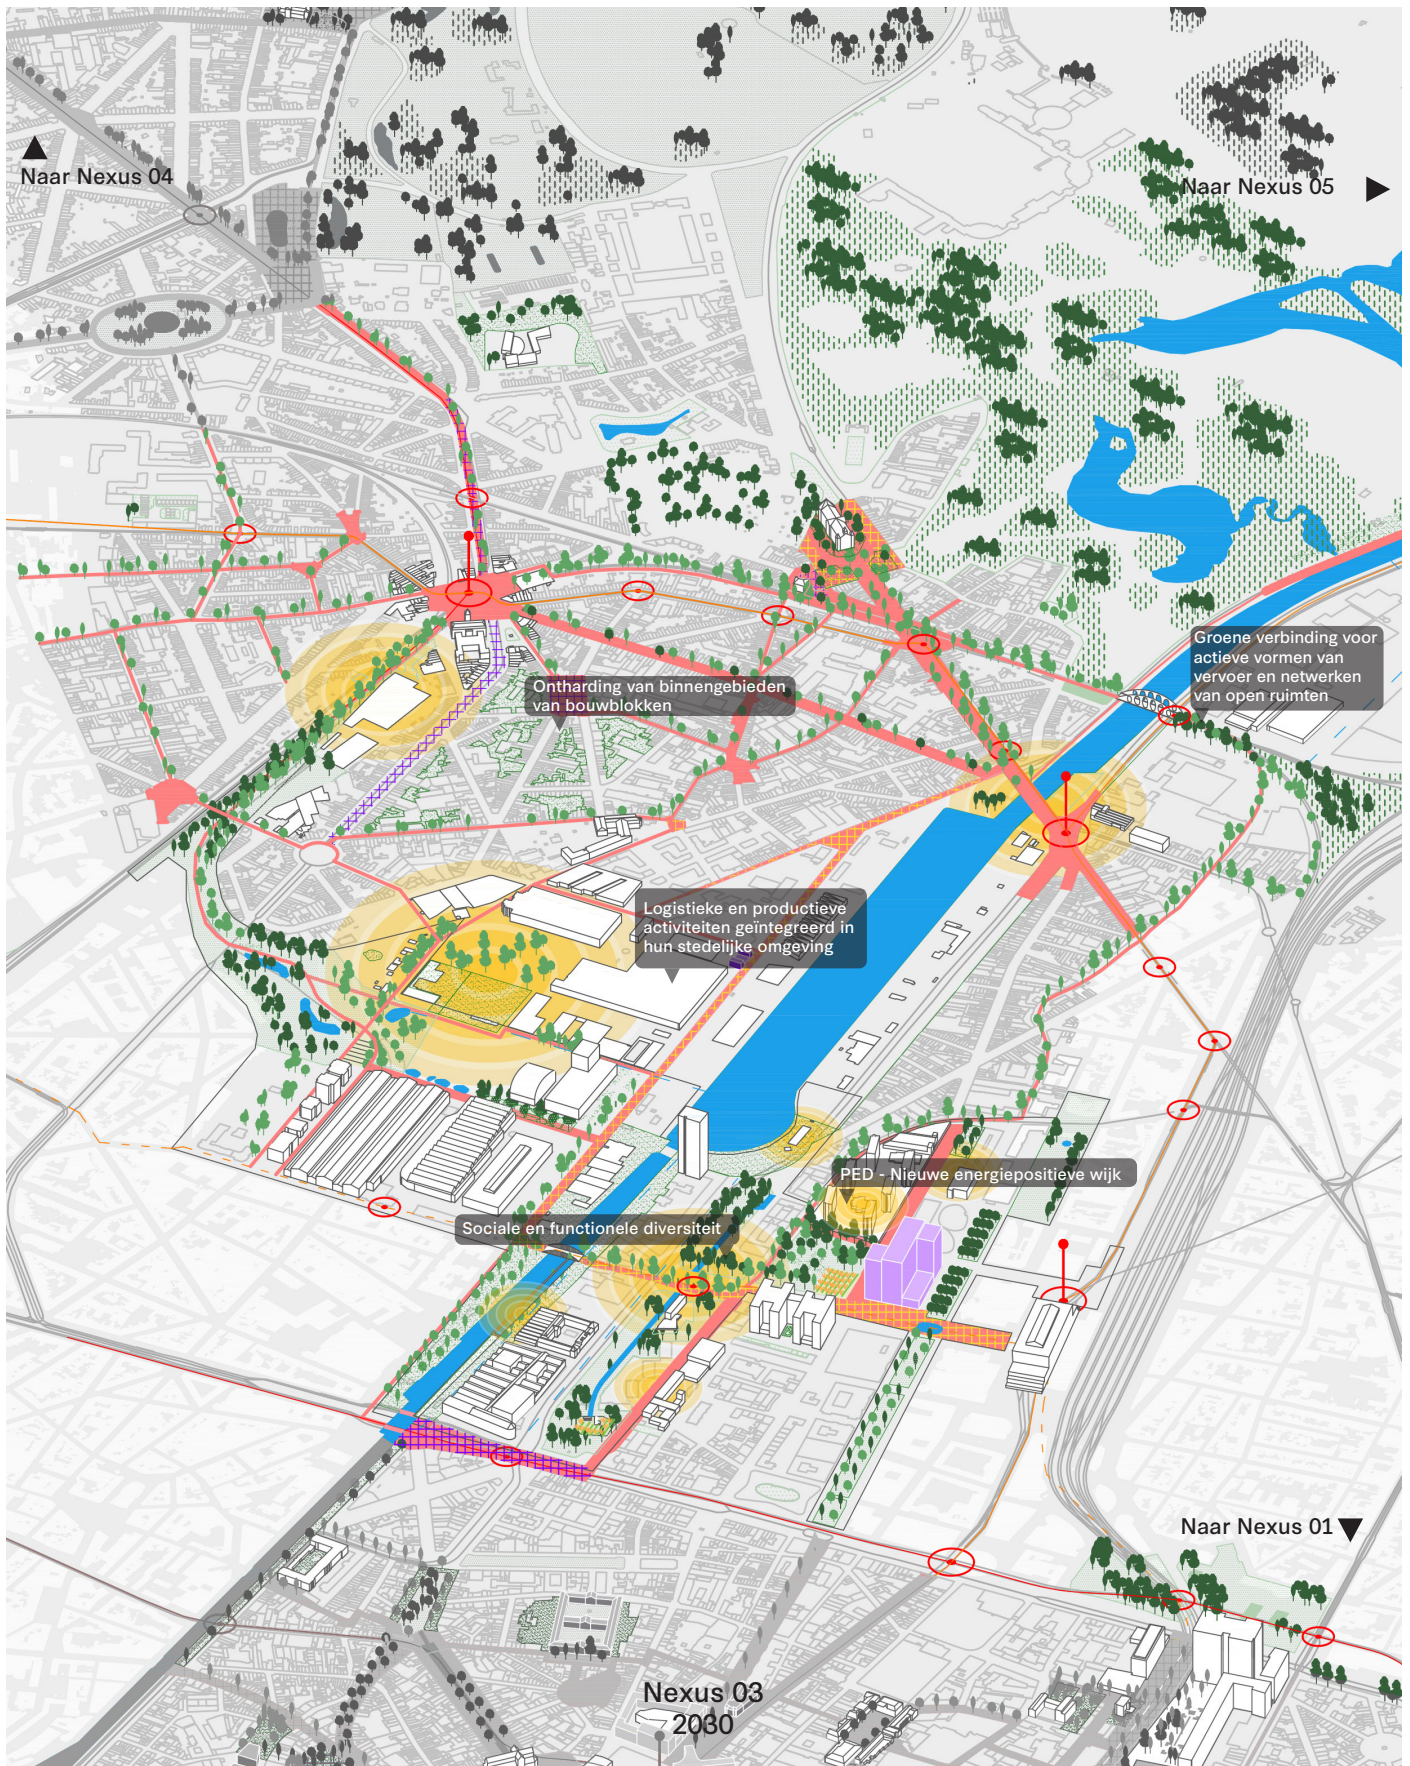 Naar Nexus 04
Naar Nexus 05
Groene verbinding voor
actieve vormen van
vervoer en netwerken
van open ruimten
Ontharding van binnengebieden
van bouwblokken
Logistieke en productieve
activiteiten geïntegreerd in
hun stedelijke omgeving
PED - Nieuwe energiepositieve wijk
Sociale en functionele diversiteit
Naar Nexus 01
Nexus 03
2030